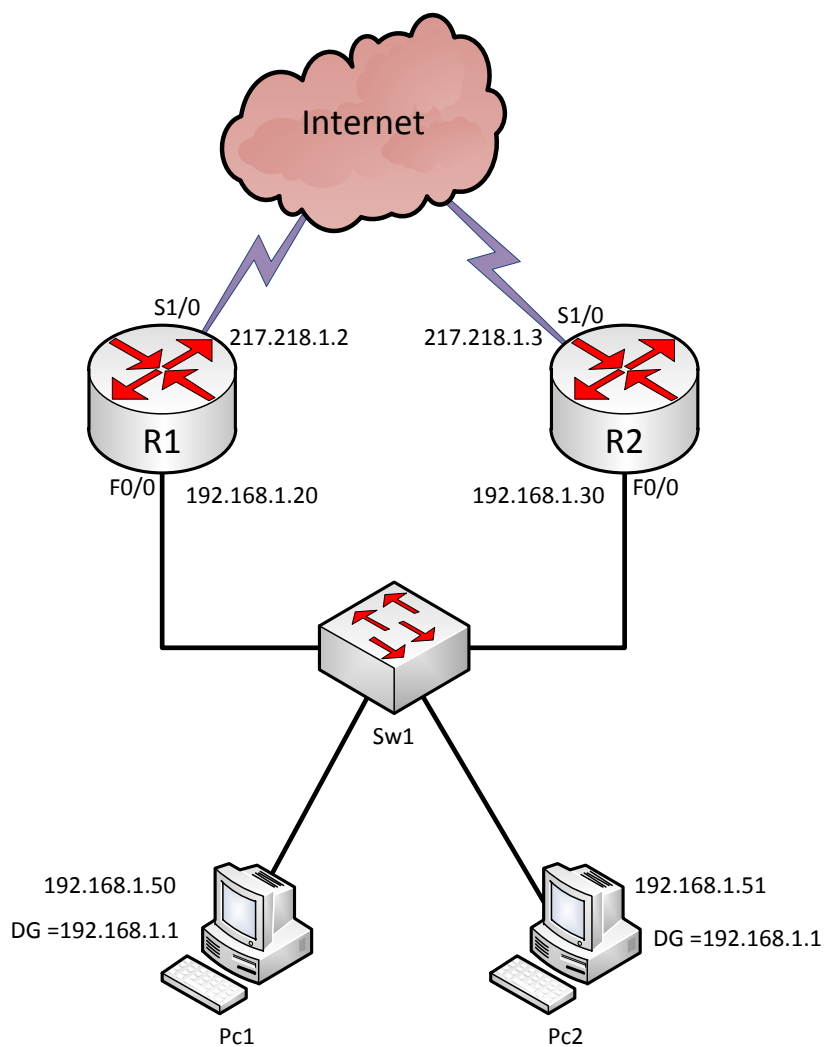 Internet
S1/0
S1/0
217.218.1.2
217.218.1.3
R1
R2
F0/0
192.168.1.20
192.168.1.30
F0/0
Sw1
192.168.1.50
192.168.1.51
DG =192.168.1.1
DG =192.168.1.1
Pc1
Pc2